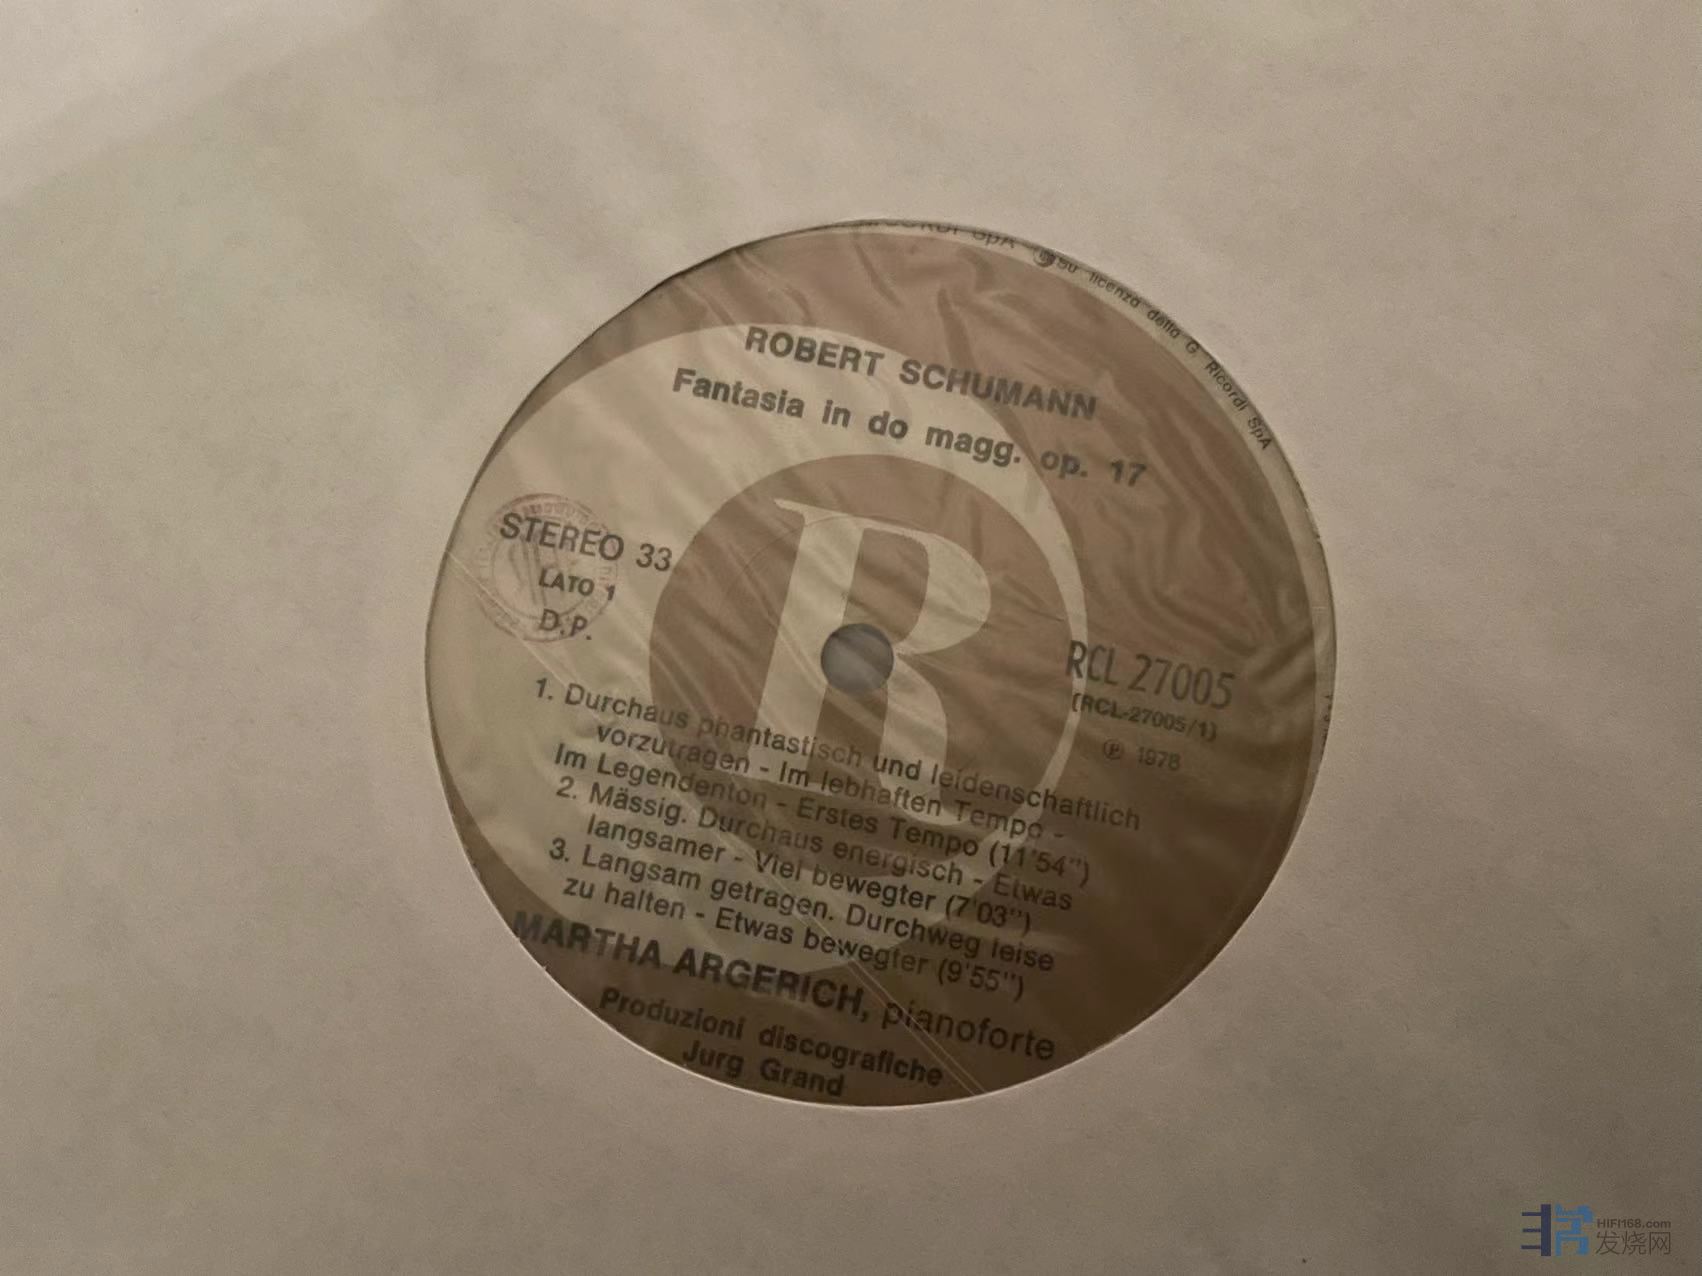 SpA
Su licenza della G Ricordi SpA
ROBERT SCHUMANN
Fantasia in do magg. op. 17
STEREO 33
LATO 1
D.P.
R
RCL 27005
(RCL-27005/1)
℗ 1978
1. Durchaus phantastisch und leidenschaftlich
vorzutragen - Im lebhaften Tempo -
Im Legendenton - Erstes Tempo (11'54")
2. Mässig. Durchaus energisch - Etwas
langsamer - Viel bewegter (7'03")
3. Langsam getragen. Durchweg leise
zu halten - Etwas bewegter (9'55")
MARTHA ARGERICH, pianoforte
Produzioni discografiche
Jurg Grand
HIFI168.com
发烧网